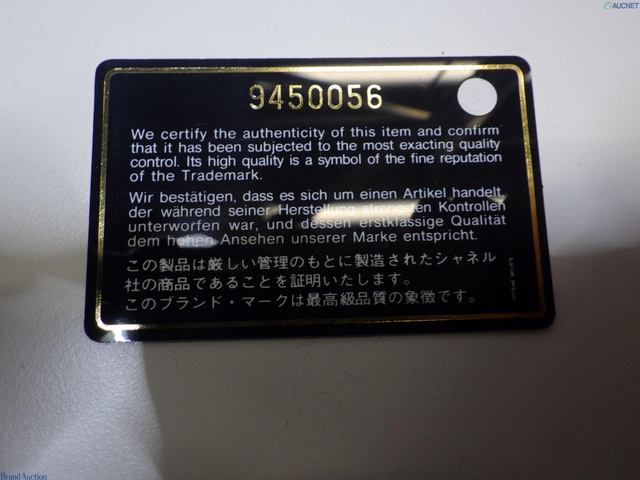 AUCNET
9450056
We certify the authenticity of this item and confirm
that it has been subjected to the most exacting quality
control. Its high quality is a symbol of the fine reputation
of the Trademark.
Wir bestätigen, dass es sich um einen Artikel handelt,
der während seiner Herstellung strengsten Kontrollen
unterworfen war, und dessen erstklassige Qualität
dem hohen Ansehen unserer Marke entspricht.
この製品は厳しい管理のもとに製造されたシャネル
社の商品であることを証明いたします。
このブランド・マークは最高級品質の象徴です。
BrandAuction